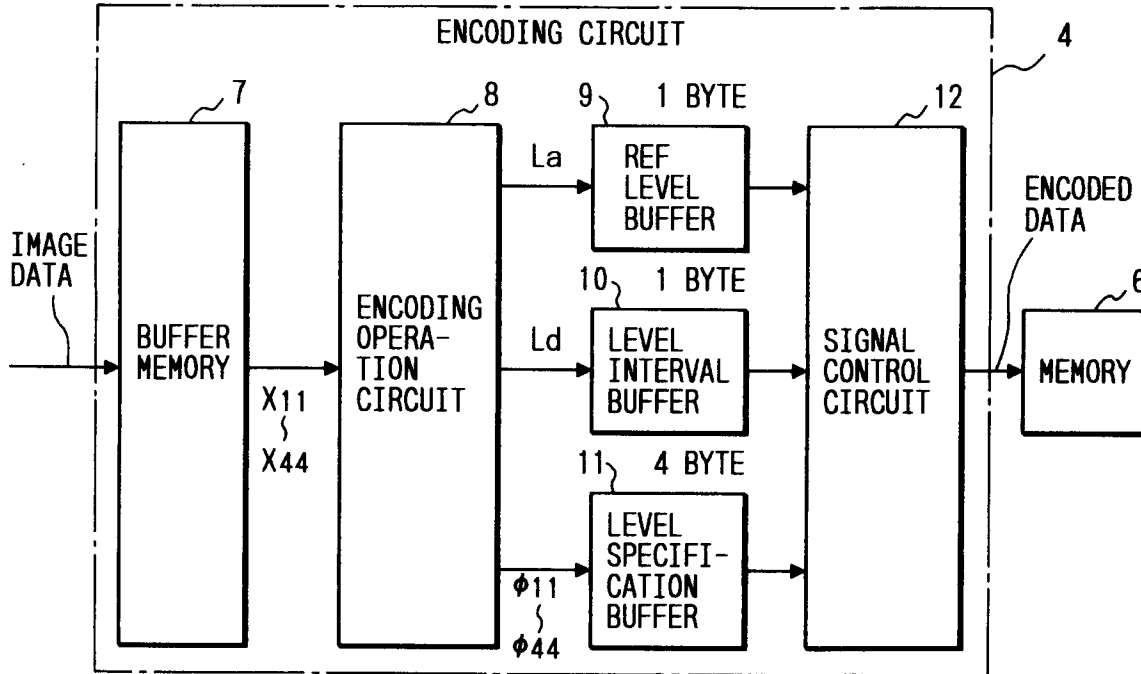 ENCODING CIRCUIT
4
7
8
9
1 BYTE
12
La
REF
LEVEL
BUFFER
ENCODED
DATA
IMAGE
DATA
10
1 BYTE
6
BUFFER
MEMORY
ENCODING
OPERA-
TION
CIRCUIT
Ld
LEVEL
INTERVAL
BUFFER
SIGNAL
CONTROL
CIRCUIT
MEMORY
X11
~
X44
11
4 BYTE
LEVEL
SPECIFI-
CATION
BUFFER
φ11
~
φ44